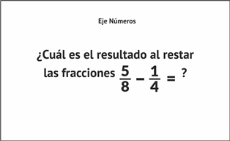 Eje Números
¿Cuál es el resultado al restar
las fracciones 5/8 − 1/4 = ?